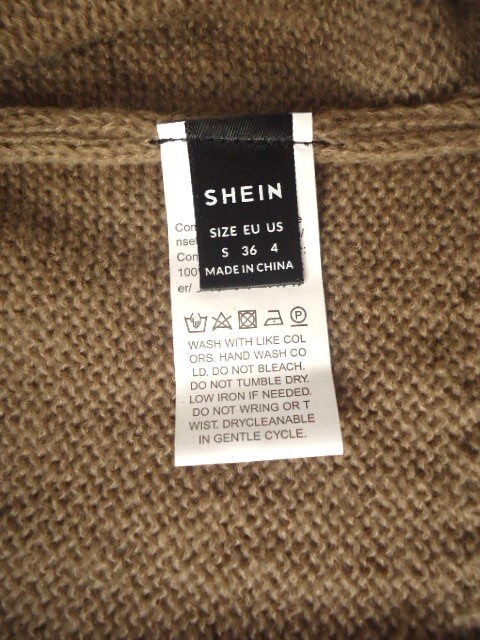 SHEIN
SIZE EU US
S 36 4
MADE IN CHINA
100
er/
WASH WITH LIKE COL
ORS. HAND WASH CO
LD. DO NOT BLEACH.
DO NOT TUMBLE DRY.
LOW IRON IF NEEDED.
DO NOT WRING OR T
WIST. DRYCLEANABLE
IN GENTLE CYCLE.